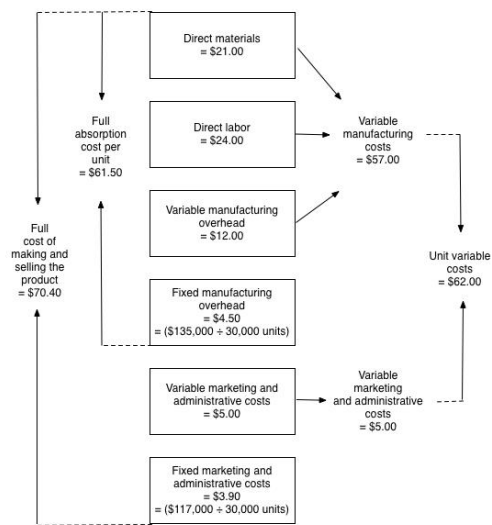 Direct materials
= $21.00
Full
absorption
cost per
unit
= $61.50
Direct labor
= $24.00
Variable
manufacturing
costs
= $57.00
Full
cost of
making and
selling the
product
= $70.40
Variable manufacturing
overhead
= $12.00
Unit variable
costs
= $62.00
Fixed manufacturing
overhead
= $4.50
= ($135,000 ÷ 30,000 units)
Variable marketing and
administrative costs
= $5.00
Variable
marketing
and administrative
costs
= $5.00
Fixed marketing and
administrative costs
= $3.90
= ($117,000 ÷ 30,000 units)